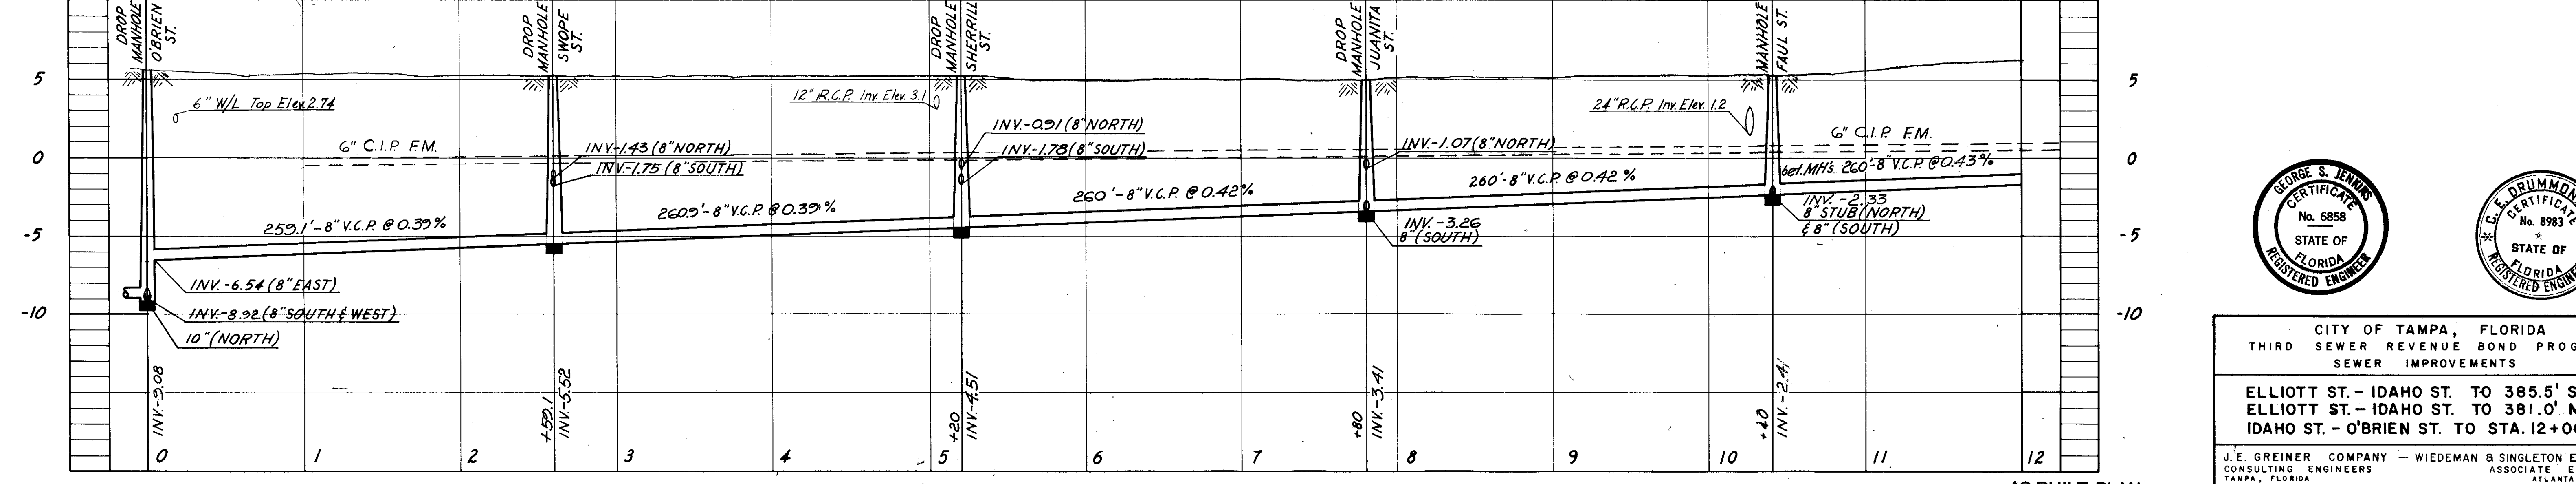 DROP
MANHOLE
O'BRIEN
ST.
DROP
MANHOLE
SWOPE
ST.
DROP
MANHOLE
SHERRILL
ST.
DROP
MANHOLE
JUANITA
ST.
MANHOLE
FAUL ST.
5
5
6" W/L Top Elev. 2.74
12" R.C.P. Inv. Elev. 3.1
24" R.C.P. Inv. Elev. 1.2
6" C.I.P. F.M.
INV.-1.43 (8" NORTH)
INV.-1.75 (8" SOUTH)
INV.-0.91 (8" NORTH)
INV.-1.78 (8" SOUTH)
INV.-1.07 (8" NORTH)
6" C.I.P. F.M.
0
0
259.1'-8" V.C.P. @ 0.39%
260.9'-8" V.C.P. @ 0.39%
260'-8" V.C.P. @ 0.42%
260'-8" V.C.P. @ 0.42%
bet. MH's 260'-8" V.C.P. @ 0.43%
INV.-3.26
8" (SOUTH)
INV. -2.33
8" STUB (NORTH)
& 8" (SOUTH)
-5
-5
INV.-6.54 (8" EAST)
INV.-8.92 (8" SOUTH & WEST)
10" (NORTH)
-10
-10
INV.-9.08
+59.1
INV.-5.52
+20
INV.-4.51
+80
INV.-3.41
+40
INV.-2.41
0 1 2 3 4 5 6 7 8 9 10 11 12
GEORGE S. JENKINS
CERTIFICATE
No. 6858
STATE OF
FLORIDA
REGISTERED ENGINEER
C.E. DRUMMON
CERTIFICATE
No. 8983
STATE OF
FLORIDA
REGISTERED ENGIN
CITY OF TAMPA, FLORIDA
THIRD SEWER REVENUE BOND PROG
SEWER IMPROVEMENTS
ELLIOTT ST. - IDAHO ST. TO 385.5' S
ELLIOTT ST. - IDAHO ST. TO 381.0' N
IDAHO ST. - O'BRIEN ST. TO STA. 12+0
J.E. GREINER COMPANY — WIEDEMAN & SINGLETON E
CONSULTING ENGINEERS ASSOCIATE E
TAMPA, FLORIDA ATLANTA
AS BUILT PLAN